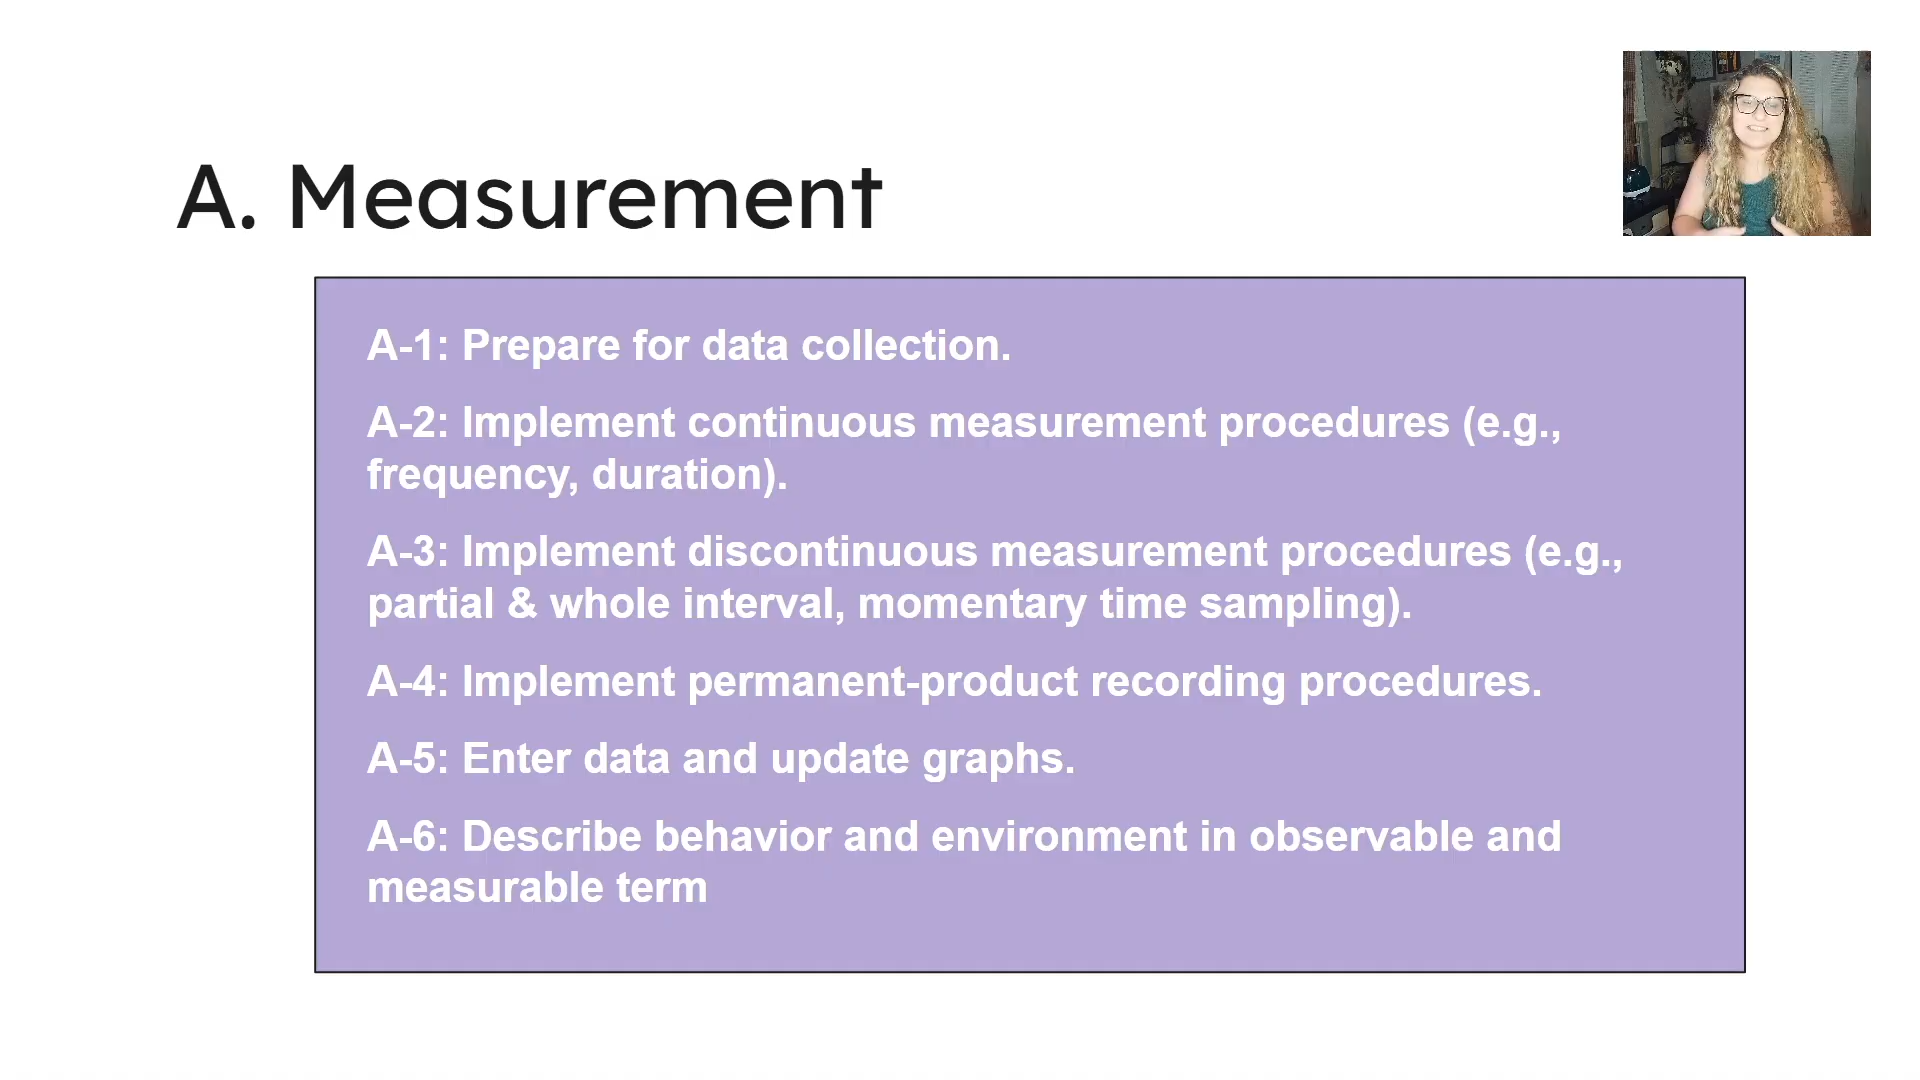 A. Measurement
A-1: Prepare for data collection.
A-2: Implement continuous measurement procedures (e.g.,
frequency, duration).
A-3: Implement discontinuous measurement procedures (e.g.,
partial & whole interval, momentary time sampling).
A-4: Implement permanent-product recording procedures.
A-5: Enter data and update graphs.
A-6: Describe behavior and environment in observable and
measurable term